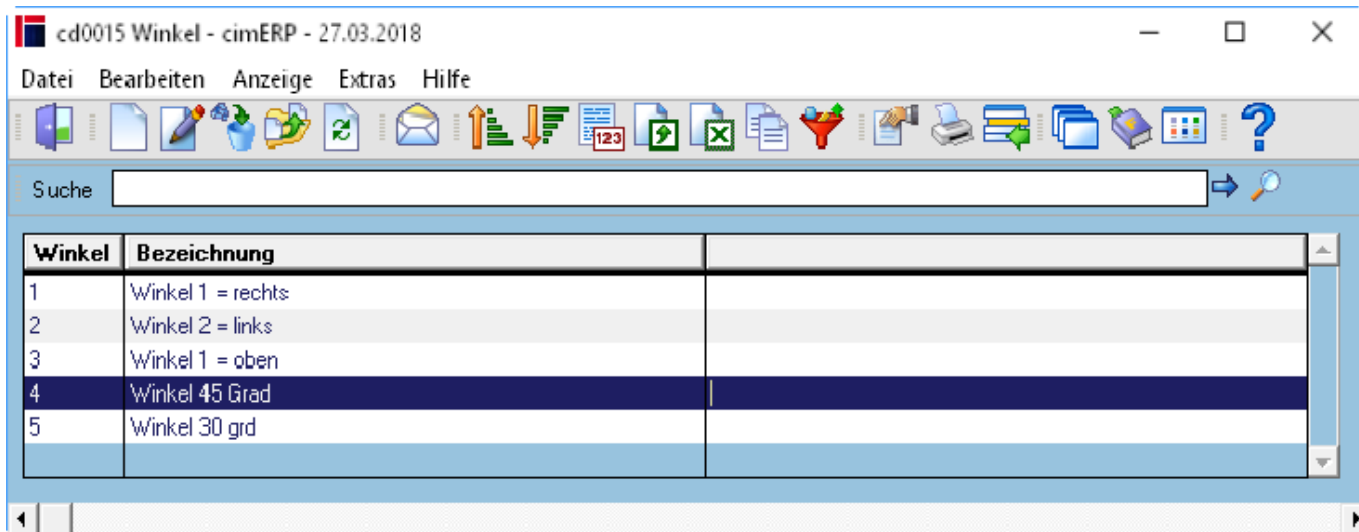 cd0015 Winkel - cimERP - 27.03.2018
Datei Bearbeiten Anzeige Extras Hilfe
123
?
Suche
Winkel Bezeichnung
1 Winkel 1 = rechts
2 Winkel 2 = links
3 Winkel 1 = oben
4 Winkel 45 Grad
5 Winkel 30 grd